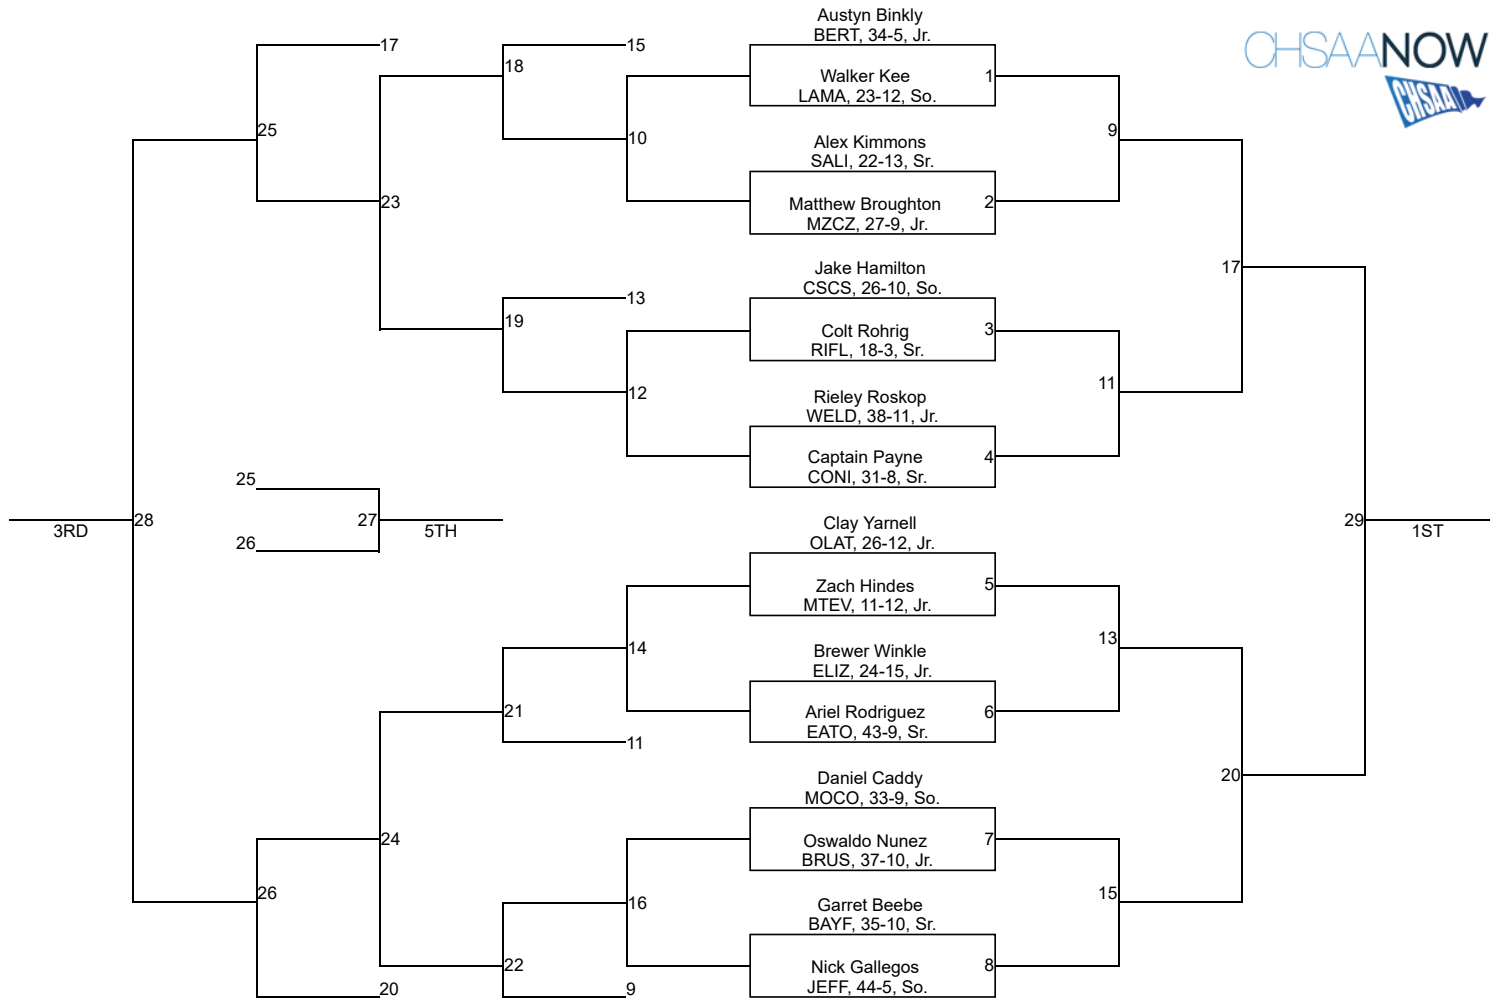 Austyn Binkly
BERT, 34-5, Jr.
CHSAANOW
CHSAA
17
15
18
Walker Kee
LAMA, 23-12, So.
1
25
10
9
Alex Kimmons
SALI, 22-13, Sr.
23
Matthew Broughton
MZCZ, 27-9, Jr.
2
Jake Hamilton
CSCS, 26-10, So.
17
13
19
Colt Rohrig
RIFL, 18-3, Sr.
3
12
11
Rieley Roskop
WELD, 38-11, Jr.
Captain Payne
CONI, 31-8, Sr.
4
25
28
3RD
27
5TH
26
Clay Yarnell
OLAT, 26-12, Jr.
29
1ST
Zach Hindes
MTEV, 11-12, Jr.
5
14
13
Brewer Winkle
ELIZ, 24-15, Jr.
21
Ariel Rodriguez
EATO, 43-9, Sr.
6
11
Daniel Caddy
MOCO, 33-9, So.
20
24
Oswaldo Nunez
BRUS, 37-10, Jr.
7
26
16
15
Garret Beebe
BAYF, 35-10, Sr.
22
Nick Gallegos
JEFF, 44-5, So.
8
20
9